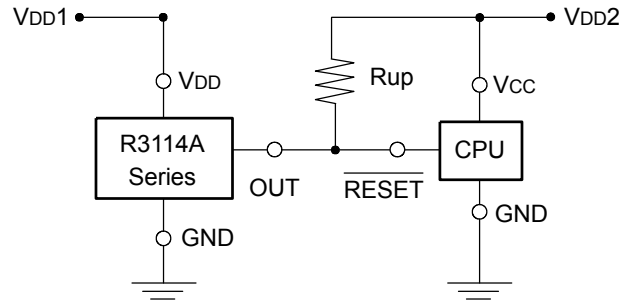 VDD1
VDD2
VDD
Rup
VCC
R3114A
Series
CPU
OUT
RESET
GND
GND